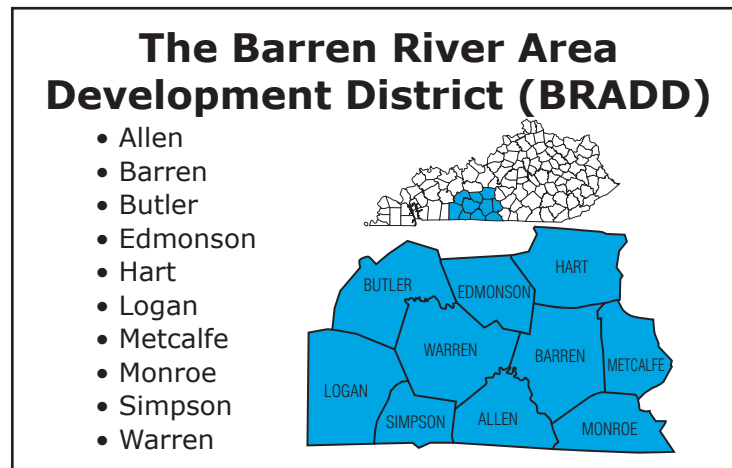 The Barren River Area
Development District (BRADD)
• Allen
• Barren
• Butler
• Edmonson
• Hart
• Logan
• Metcalfe
• Monroe
• Simpson
• Warren
HART
BUTLER
EDMONSON
WARREN
BARREN
METCALFE
LOGAN
SIMPSON
ALLEN
MONROE